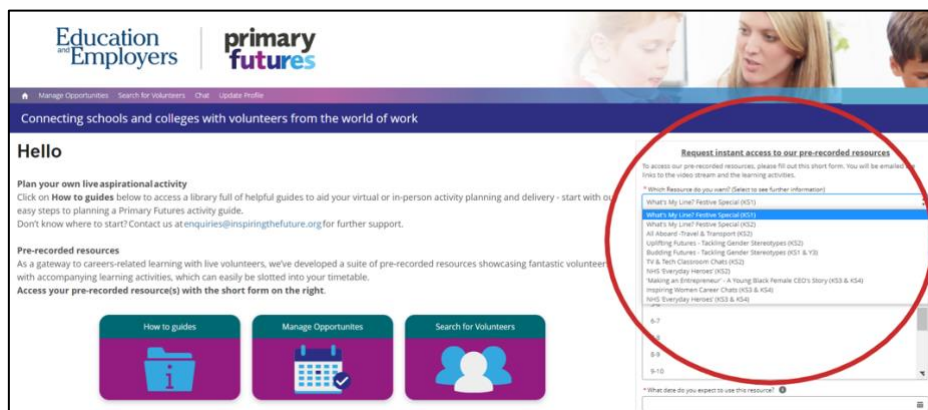 Education
and Employers
primary
futures
Manage Opportunities Search for Volunteers Chat Update Profile
Connecting schools and colleges with volunteers from the world of work
Hello
Plan your own live aspirational activity
Click on How to guides below to access a library full of helpful guides to aid your virtual or in-person activity planning and delivery - start with ou
easy steps to planning a Primary Futures activity guide.
Don't know where to start? Contact us at enquiries@inspiringthefuture.org for further support.
Pre-recorded resources
As a gateway to careers-related learning with live volunteers, we've developed a suite of pre-recorded resources showcasing fantastic volunteer
with accompanying learning activities, which can easily be slotted into your timetable.
Access your pre-recorded resource(s) with the short form on the right.
How to guides
Manage Opportunites
Search for Volunteers
Request instant access to our pre-recorded resources
To access our pre-recorded resources, please fill out this short form. You will be emailed the
links to the video stream and the learning activities.
* Which Resource do you want? (Select to see further information)
What's My Line? Festive Special (KS1)
What's My Line? Festive Special (KS1)
What's My Line? Festive Special (KS2)
All Aboard -Travel & Transport (KS2)
Uplifting Futures - Tackling Gender Stereotypes (KS2)
Budding Futures - Tackling Gender Stereotypes (KS1 & Y3)
TV & Tech Classroom Chats (KS2)
NHS 'Everyday Heroes' (KS2)
'Making an Entrepreneur' - A Young Black Female CEO's Story (KS3 & KS4)
Inspiring Women Career Chats (KS3 & KS4)
NHS 'Everyday Heroes' (KS3 & KS4)
6-7
8-9
9-10
* What date do you expect to use this resource?